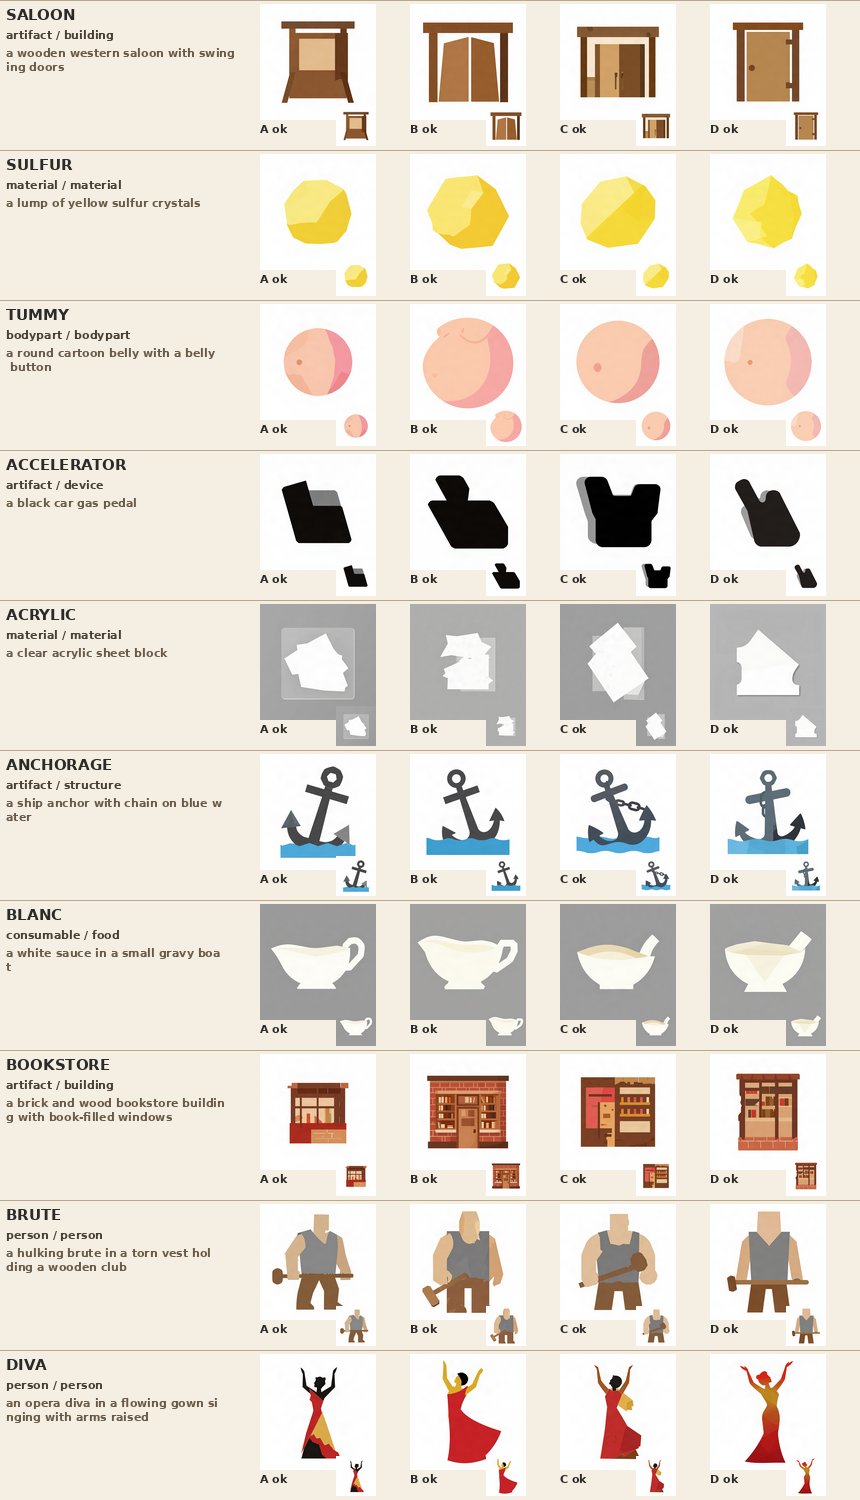 SALOON
artifact / building
a wooden western saloon with swing
ing doors
A ok
B ok
C ok
D ok
SULFUR
material / material
a lump of yellow sulfur crystals
A ok
B ok
C ok
D ok
TUMMY
bodypart / bodypart
a round cartoon belly with a belly
button
A ok
B ok
C ok
D ok
ACCELERATOR
artifact / device
a black car gas pedal
A ok
B ok
C ok
D ok
ACRYLIC
material / material
a clear acrylic sheet block
A ok
B ok
C ok
D ok
ANCHORAGE
artifact / structure
a ship anchor with chain on blue w
ater
A ok
B ok
C ok
D ok
BLANC
consumable / food
a white sauce in a small gravy boa
t
A ok
B ok
C ok
D ok
BOOKSTORE
artifact / building
a brick and wood bookstore buildin
g with book-filled windows
A ok
B ok
C ok
D ok
BRUTE
person / person
a hulking brute in a torn vest hol
ding a wooden club
A ok
B ok
C ok
D ok
DIVA
person / person
an opera diva in a flowing gown si
nging with arms raised
A ok
B ok
C ok
D ok